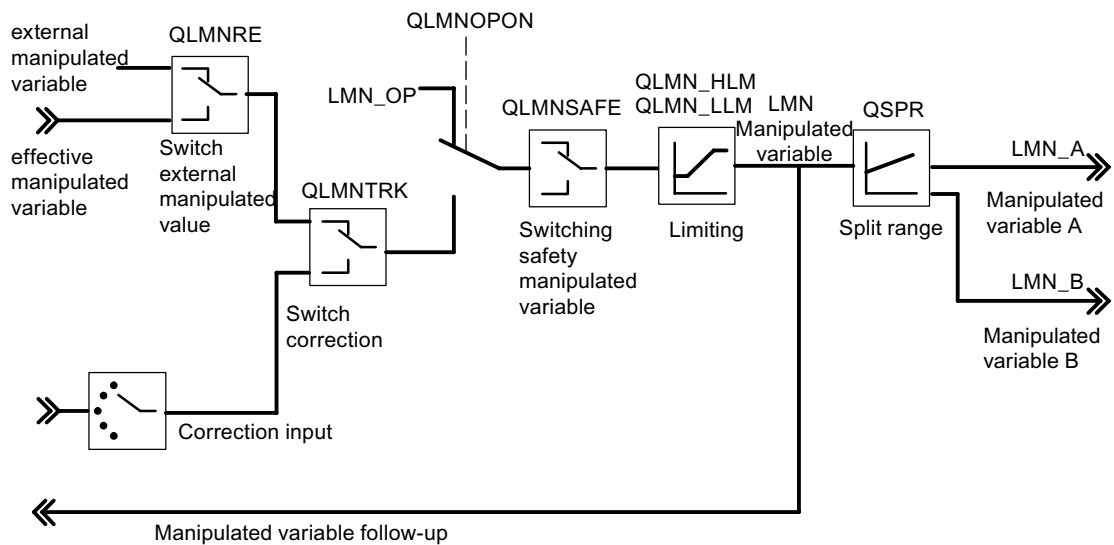 QLMNOPON
external
manipulated
variable
QLMNRE
LMN_OP
QLMN_HLM
QLMN_LLM
LMN
Manipulated
variable
QLMNSAFE
QSPR
LMN_A
effective
manipulated
variable
Switch
external
manipulated
value
QLMNTRK
Switching
safety
manipulated
variable
Limiting
Split range
Manipulated
variable A
LMN_B
Switch
correction
Manipulated
variable B
Correction input
Manipulated variable follow-up